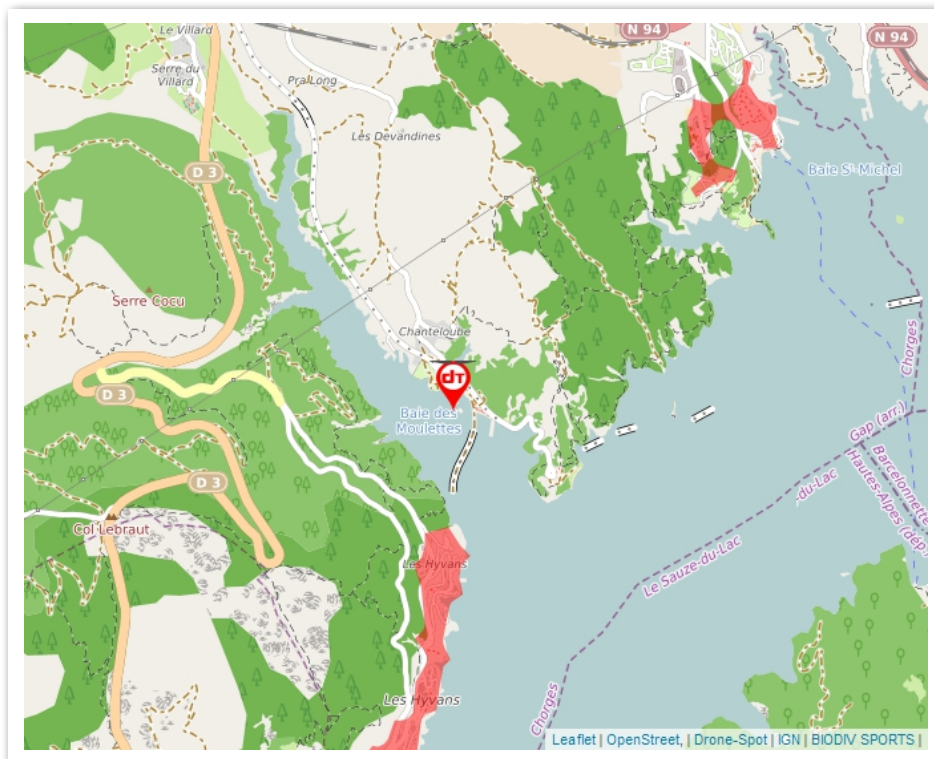 Le Villard
N 94
N 94
Serre du
Villard
Pra Long
Les Devandines
D 3
Baie St-Michel
Serre Cocu
Chorges
Chanteloube
dT
D 3
Baie des
Moulettes
Gap (arr.)
Barcelonnette
Hautes-Alpes (dép.)
-du-Lac
D 3
Col Lebraut
Les Hyvans
Le Sauze-du-Lac
Les Hyvans
Chorges
Leaflet | OpenStreet, | Drone-Spot | IGN | BIODIV SPORTS |